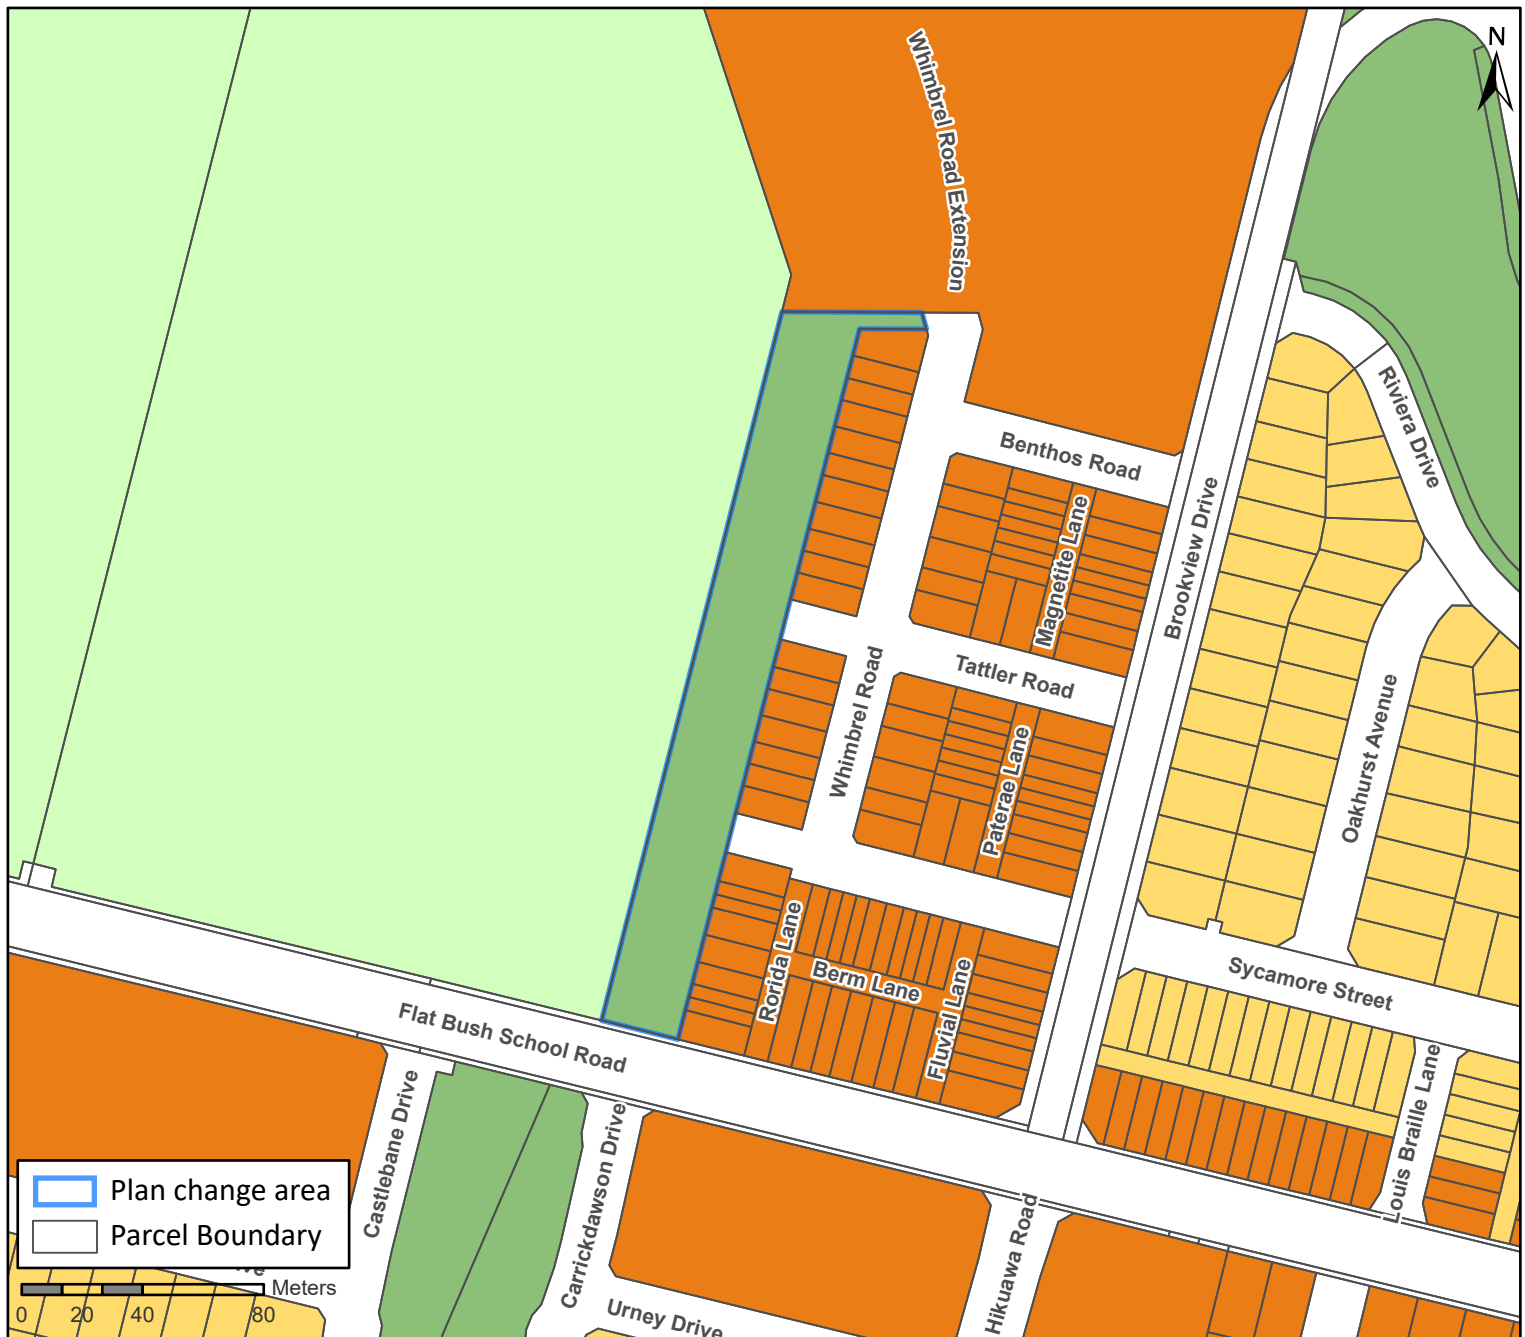 N
Whimbrel Road Extension
Riviera Drive
Benthos Road
Magnetite Lane
Brookview Drive
Tattler Road
Whimbrel Road
Paterae Lane
Oakhurst Avenue
Rorida Lane
Berm Lane
Fluvial Lane
Sycamore Street
Flat Bush School Road
Louis Braille Lane
Castlebane Drive
Carrickdawson Drive
Hikuawa Road
Urney Drive
Plan change area
Parcel Boundary
Meters
0 20 40 80